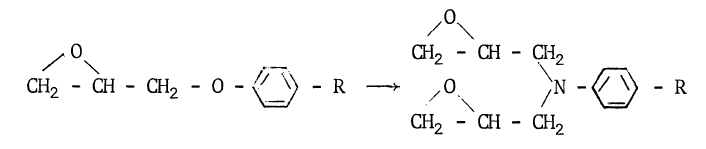 O
CH₂ - CH - CH₂
O
CH₂ - CH - CH₂ - O - - R → O N - - R
CH₂ - CH - CH₂